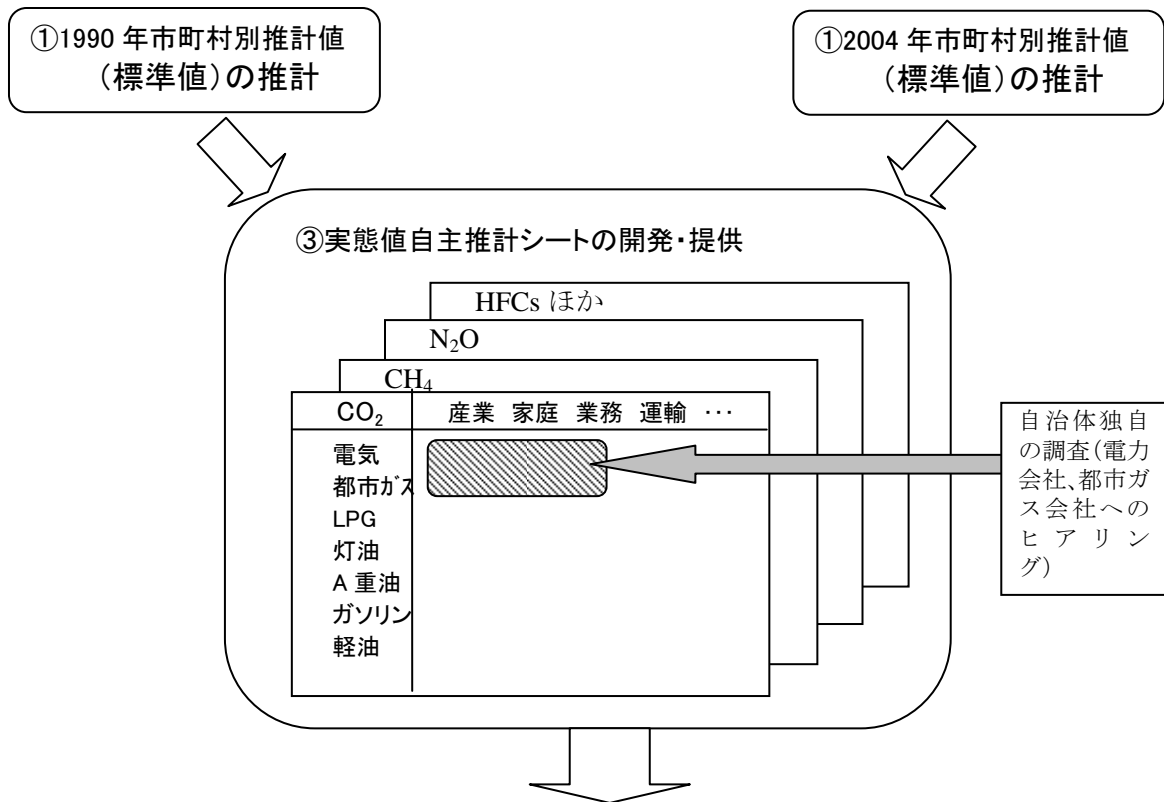 ①1990 年市町村別推計値
（標準値）の推計
①2004 年市町村別推計値
（標準値）の推計
③実態値自主推計シートの開発・提供
HFCs ほか
N₂O
CH₄
CO₂ 産業 家庭 業務 運輸 …
電気
都市ｶﾞｽ
LPG
灯油
A 重油
ガソリン
軽油
自治体独自
の調査（電力
会社、都市ガ
ス会社への
ヒアリン
グ）